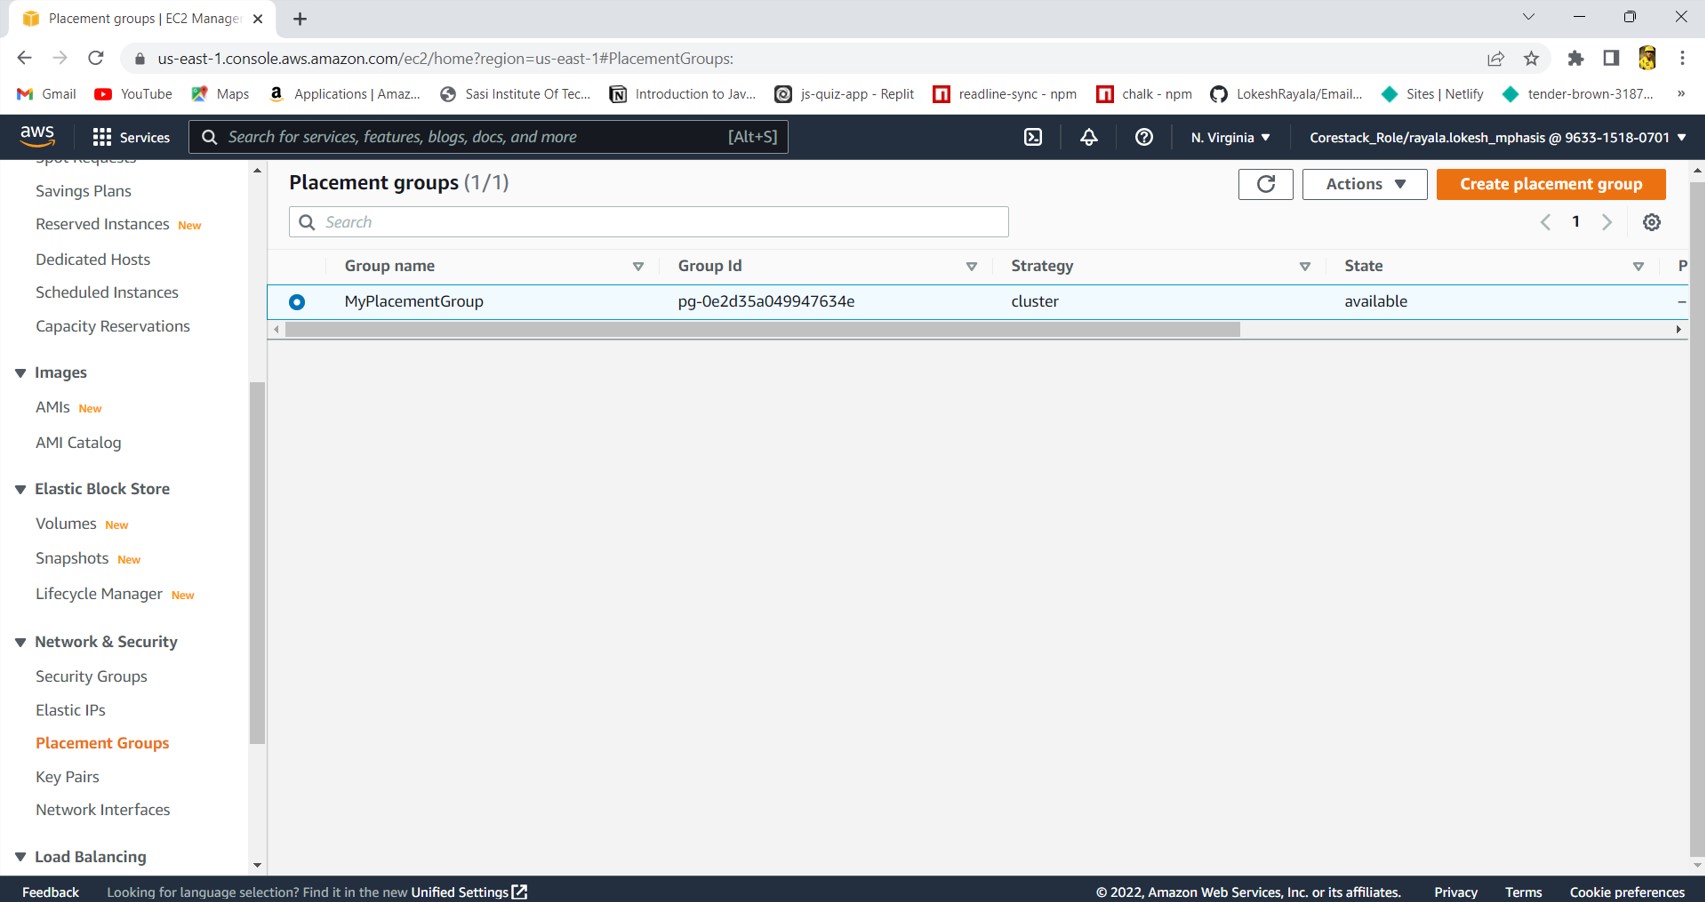 Placement groups | EC2 Manage
us-east-1.console.aws.amazon.com/ec2/home?region=us-east-1#PlacementGroups:
Gmail YouTube Maps Applications | Amaz... Sasi Institute Of Tec... Introduction to Jav... js-quiz-app - Replit readline-sync - npm chalk - npm LokeshRayala/Email... Sites | Netlify tender-brown-3187... »
aws Services Search for services, features, blogs, docs, and more [Alt+S] N. Virginia Corestack_Role/rayala.lokesh_mphasis @ 9633-1518-0701
Spot Requests
Savings Plans
Reserved Instances New
Dedicated Hosts
Scheduled Instances
Capacity Reservations
Images
AMIs New
AMI Catalog
Elastic Block Store
Volumes New
Snapshots New
Lifecycle Manager New
Network & Security
Security Groups
Elastic IPs
Placement Groups
Key Pairs
Network Interfaces
Load Balancing
Placement groups (1/1)
Actions Create placement group
Search
1
Group name Group Id Strategy State P
MyPlacementGroup pg-0e2d35a049947634e cluster available –
Feedback Looking for language selection? Find it in the new Unified Settings © 2022, Amazon Web Services, Inc. or its affiliates. Privacy Terms Cookie preferences